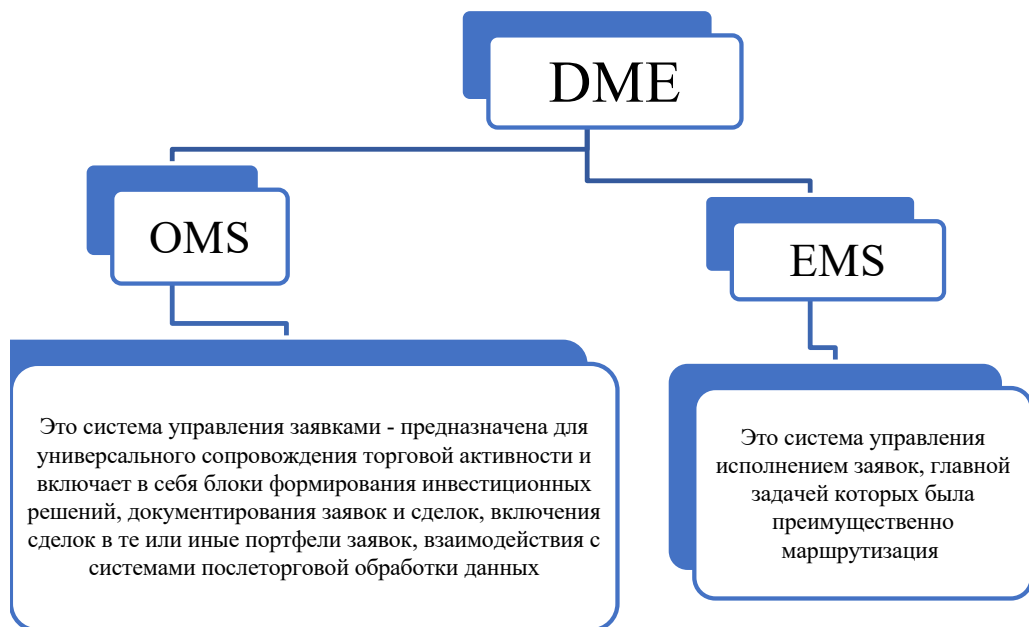 DME
OMS
EMS
Это система управления заявками - предназначена для
универсального сопровождения торговой активности и
включает в себя блоки формирования инвестиционных
решений, документирования заявок и сделок, включения
сделок в те или иные портфели заявок, взаимодействия с
системами послеторговой обработки данных
Это система управления
исполнением заявок, главной
задачей которых была
преимущественно
маршрутизация